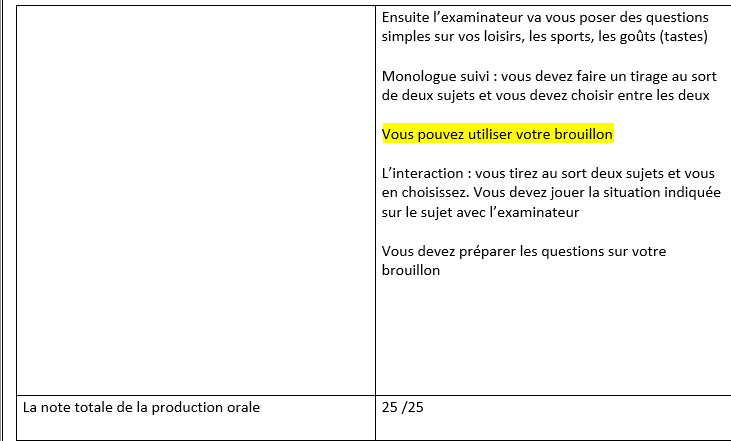 Ensuite l’examinateur va vous poser des questions
simples sur vos loisirs, les sports, les goûts (tastes)
Monologue suivi : vous devez faire un tirage au sort
de deux sujets et vous devez choisir entre les deux
Vous pouvez utiliser votre brouillon
L’interaction : vous tirez au sort deux sujets et vous
en choisissez. Vous devez jouer la situation indiquée
sur le sujet avec l’examinateur
Vous devez préparer les questions sur votre
brouillon
La note totale de la production orale
25 /25